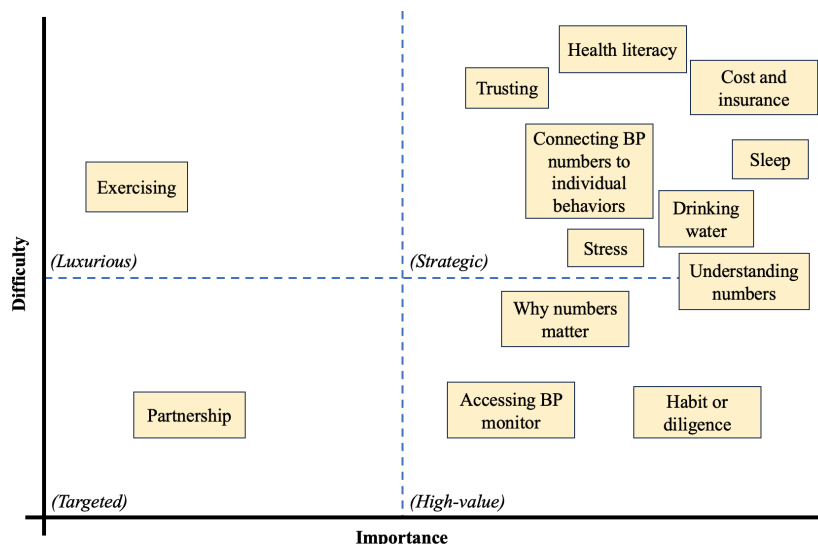 Health literacy
Trusting
Cost and
insurance
Connecting BP
numbers to
individual
behaviors
Sleep
Exercising
Drinking
water
Stress
Difficulty
(Luxurious)
(Strategic)
Understanding
numbers
Why numbers
matter
Partnership
Accessing BP
monitor
Habit or
diligence
(Targeted)
(High-value)
Importance